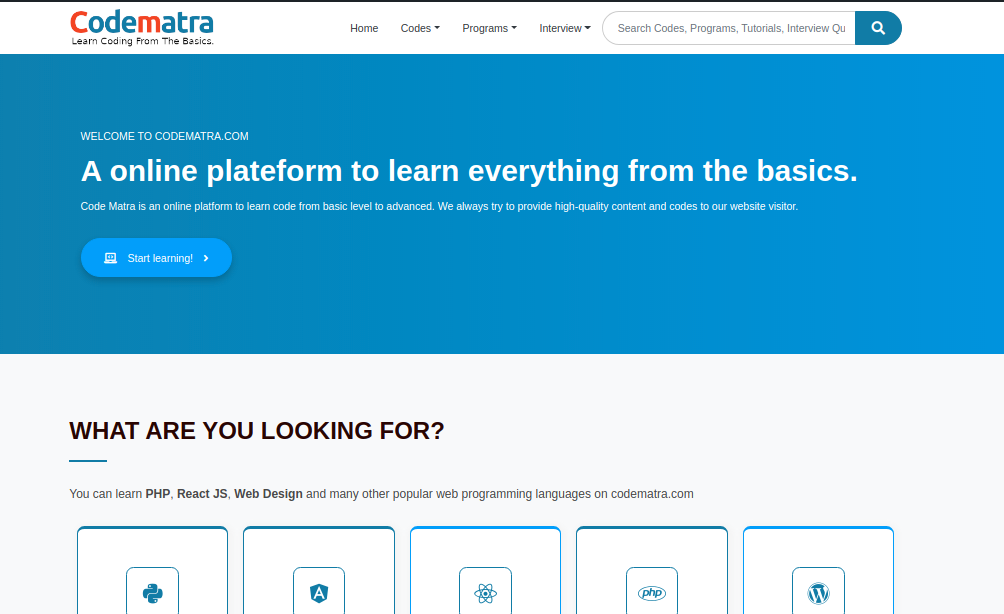 Codematra
Learn Coding From The Basics.
Home Codes Programs Interview Search Codes, Programs, Tutorials, Interview Qu
WELCOME TO CODEMATRA.COM
A online plateform to learn everything from the basics.
Code Matra is an online platform to learn code from basic level to advanced. We always try to provide high-quality content and codes to our website visitor.
Start learning!
WHAT ARE YOU LOOKING FOR?
You can learn PHP, React JS, Web Design and many other popular web programming languages on codematra.com
A php W